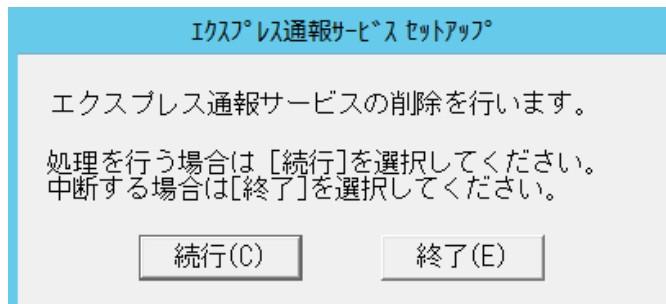 ｴｸｽﾌﾟﾚｽ通報ｻｰﾋﾞｽ ｾｯﾄｱｯﾌﾟ
エクスプレス通報サービスの削除を行います。
処理を行う場合は [続行]を選択してください。
中断する場合は[終了]を選択してください。
続行(C)
終了(E)